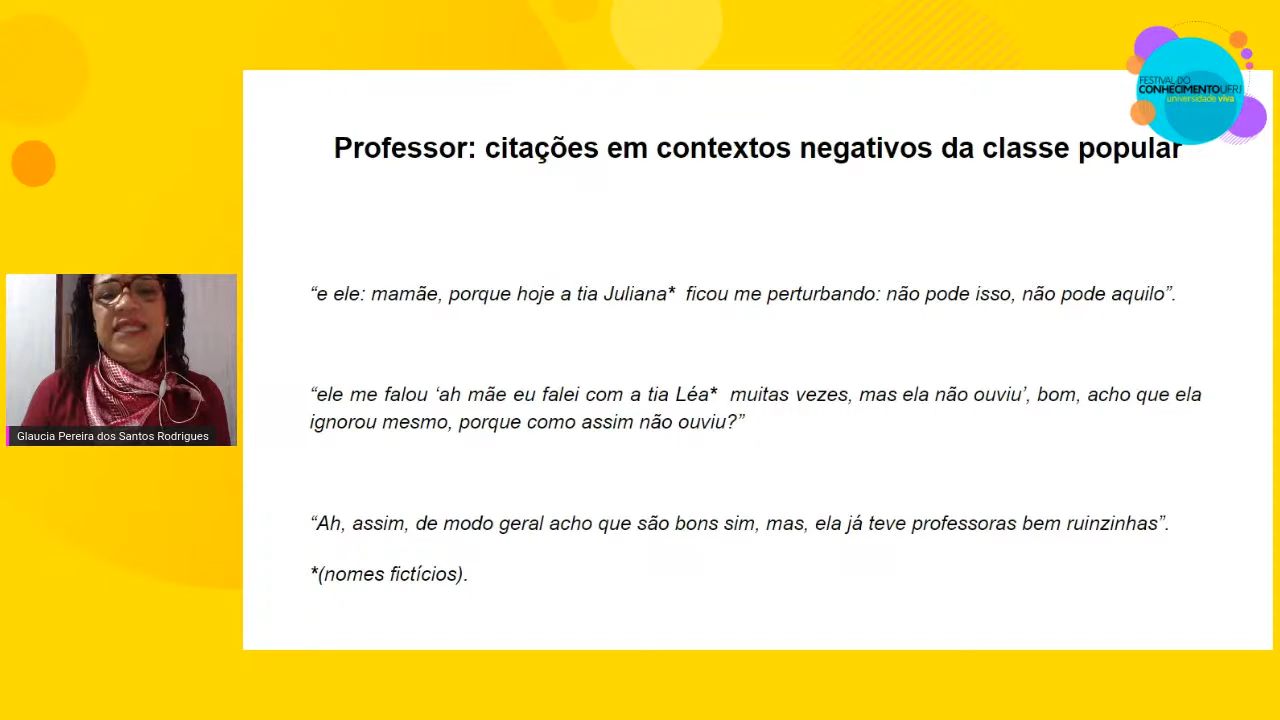 FESTIVAL DO
CONHECIMENTO UFRJ
universidade viva
Professor: citações em contextos negativos da classe popular
“e ele: mamãe, porque hoje a tia Juliana* ficou me perturbando: não pode isso, não pode aquilo”.
“ele me falou ‘ah mãe eu falei com a tia Léa* muitas vezes, mas ela não ouviu’, bom, acho que ela
ignorou mesmo, porque como assim não ouviu?”
Glaucia Pereira dos Santos Rodrigues
“Ah, assim, de modo geral acho que são bons sim, mas, ela já teve professoras bem ruinzinhas”.
*(nomes fictícios).